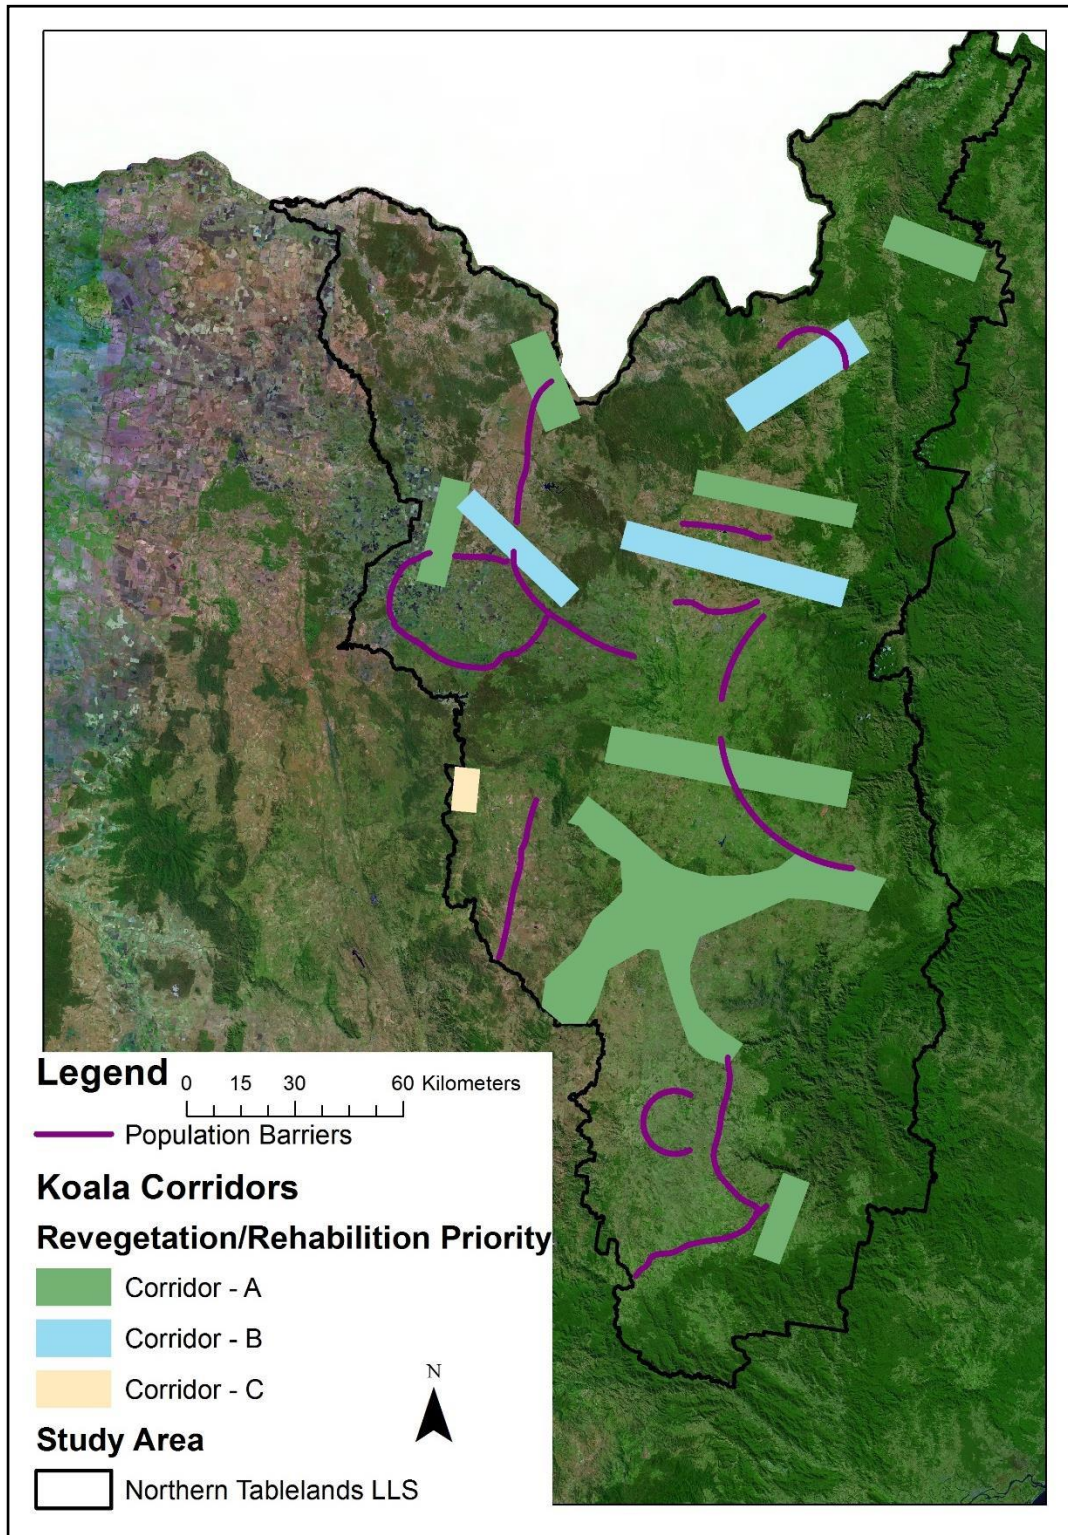 Legend
0 15 30 60 Kilometers
Population Barriers
Koala Corridors
Revegetation/Rehabilition Priority
Corridor - A
Corridor - B
Corridor - C
N
Study Area
Northern Tablelands LLS